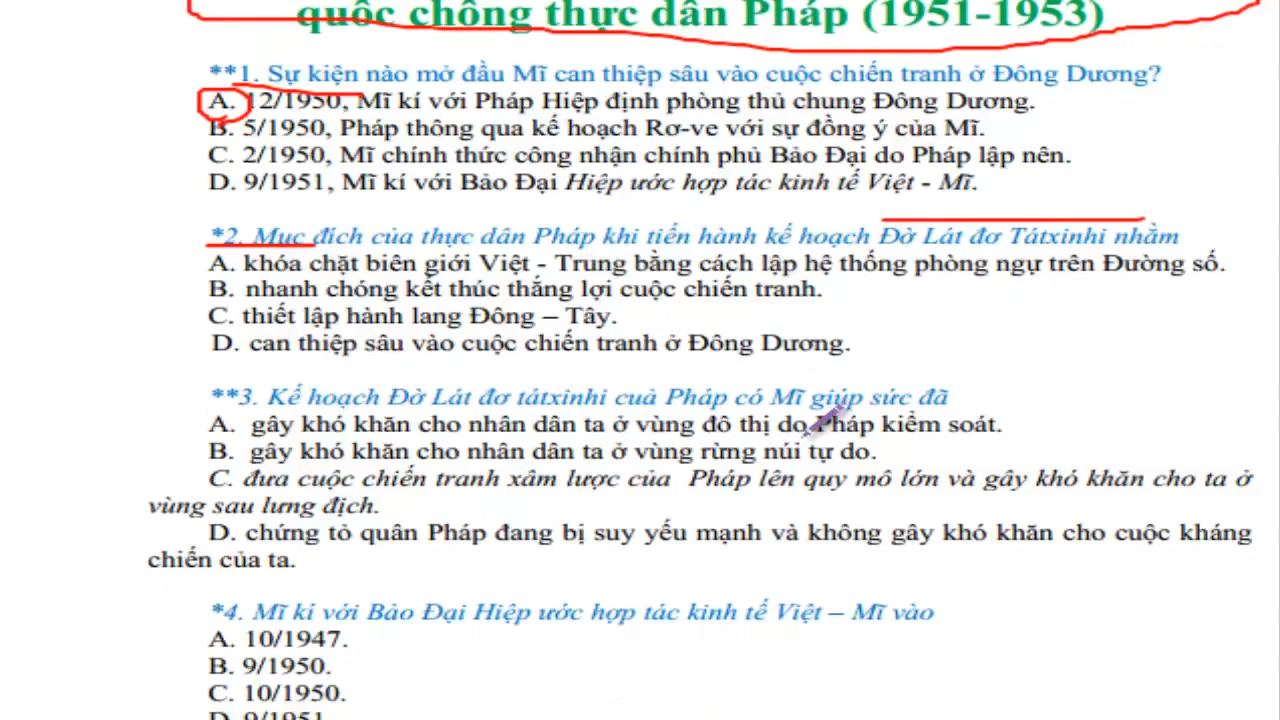 quốc chống thực dân Pháp (1951-1953)
**1. Sự kiện nào mở đầu Mĩ can thiệp sâu vào cuộc chiến tranh ở Đông Dương?
A. 12/1950, Mĩ kí với Pháp Hiệp định phòng thủ chung Đông Dương.
B. 5/1950, Pháp thông qua kế hoạch Rơ-ve với sự đồng ý của Mĩ.
C. 2/1950, Mĩ chính thức công nhận chính phủ Bảo Đại do Pháp lập nên.
D. 9/1951, Mĩ kí với Bảo Đại Hiệp ước hợp tác kinh tế Việt - Mĩ.
*2. Mục đích của thực dân Pháp khi tiến hành kế hoạch Đờ Lát đơ Tátxinhi nhằm
A. khóa chặt biên giới Việt - Trung bằng cách lập hệ thống phòng ngự trên Đường số.
B. nhanh chóng kết thúc thắng lợi cuộc chiến tranh.
C. thiết lập hành lang Đông – Tây.
D. can thiệp sâu vào cuộc chiến tranh ở Đông Dương.
**3. Kế hoạch Đờ Lát đơ tátxinhi cuả Pháp có Mĩ giúp sức đã
A. gây khó khăn cho nhân dân ta ở vùng đô thị do Pháp kiểm soát.
B. gây khó khăn cho nhân dân ta ở vùng rừng núi tự do.
C. đưa cuộc chiến tranh xâm lược của Pháp lên quy mô lớn và gây khó khăn cho ta ở
vùng sau lưng địch.
D. chứng tỏ quân Pháp đang bị suy yếu mạnh và không gây khó khăn cho cuộc kháng
chiến của ta.
*4. Mĩ kí với Bảo Đại Hiệp ước hợp tác kinh tế Việt – Mĩ vào
A. 10/1947.
B. 9/1950.
C. 10/1950.
D. 9/1951